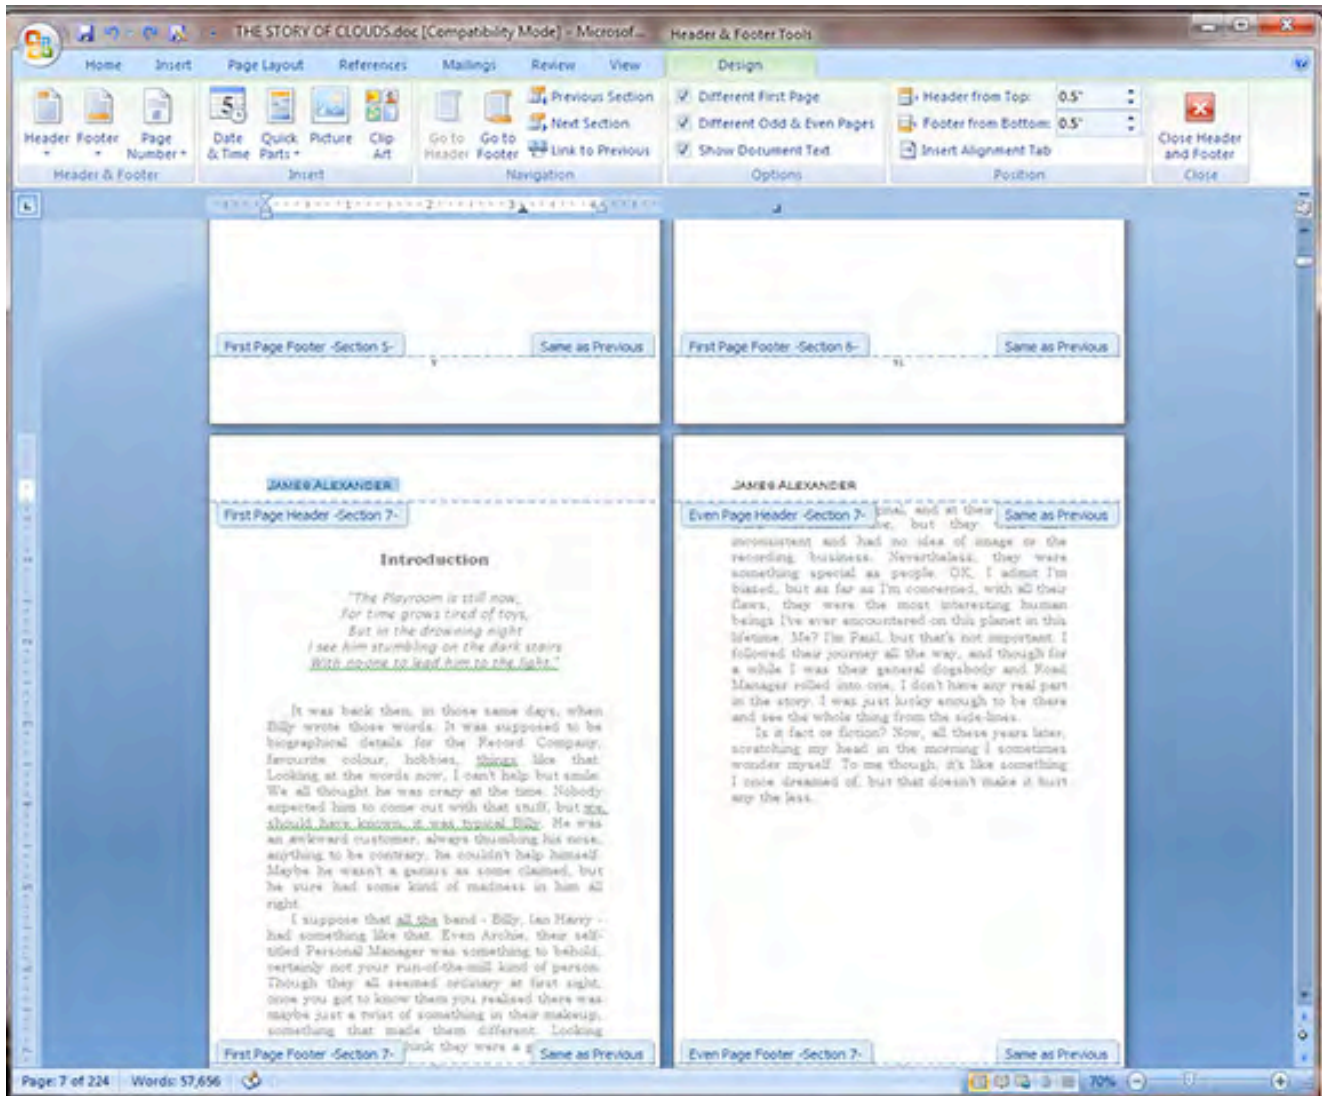 THE STORY OF CLOUDS.doc [Compatibility Mode] - Microsof...
Header & Footer Tools
Home Insert Page Layout References Mailings Review View Design
Header Footer Page Number
Header & Footer
Date & Time Quick Parts Picture Clip Art
Insert
Go to Header Go to Footer
Previous Section
Next Section
Link to Previous
Navigation
Different First Page
Different Odd & Even Pages
Show Document Text
Options
Header from Top: 0.5"
Footer from Bottom: 0.5"
Insert Alignment Tab
Position
Close Header and Footer
Close
First Page Footer -Section 5- Same as Previous
First Page Footer -Section 6- Same as Previous
JAMES ALEXANDER
First Page Header -Section 7-
Introduction
"The Playroom is still now,
For time grows tired of toys,
But in the drowning night
I see him stumbling on the dark stairs
With no-one to lead him to the light."
It was back then, in those same days, when
Billy wrote those words. It was supposed to be
biographical details for the Record Company,
favourite colour, hobbies, things like that.
Looking at the words now, I can't help but smile.
We all thought he was crazy at the time. Nobody
expected him to come out with that stuff, but we
should have known, it was typical Billy. He was
an awkward customer, always thumbing his nose,
anything to be contrary, he couldn't help himself.
Maybe he wasn't a genius as some claimed, but
he sure had some kind of madness in him all
right.
I suppose that all the band - Billy, Ian Harry -
had something like that. Even Archie, their self-
titled Personal Manager was something to behold,
certainly not your run-of-the-mill kind of person.
Though they all seemed ordinary at first sight,
once you got to know them you realised there was
maybe just a twist of something in their makeup,
something that made them different. Looking
think they were a
First Page Footer -Section 7- Same as Previous
JAMES ALEXANDER
Even Page Header -Section 7- Same as Previous
and at their
but they
inconsistent and had no idea of image or the
recording business. Nevertheless, they were
something special as people. OK, I admit I'm
biased, but as far as I'm concerned, with all their
flaws, they were the most interesting human
beings I've ever encountered on this planet in this
lifetime. Me? I'm Paul, but that's not important. I
followed their journey all the way, and though for
a while I was their general dogsbody and Road
Manager rolled into one, I don't have any real part
in the story. I was just lucky enough to be there
and see the whole thing from the side-lines.
Is it fact or fiction? Now, all these years later,
scratching my head in the morning I sometimes
wonder myself. To me though, it's like something
I once dreamed of, but that doesn't make it hurt
any the less.
Even Page Footer -Section 7- Same as Previous
Page: 7 of 224 Words: 57,656 70%